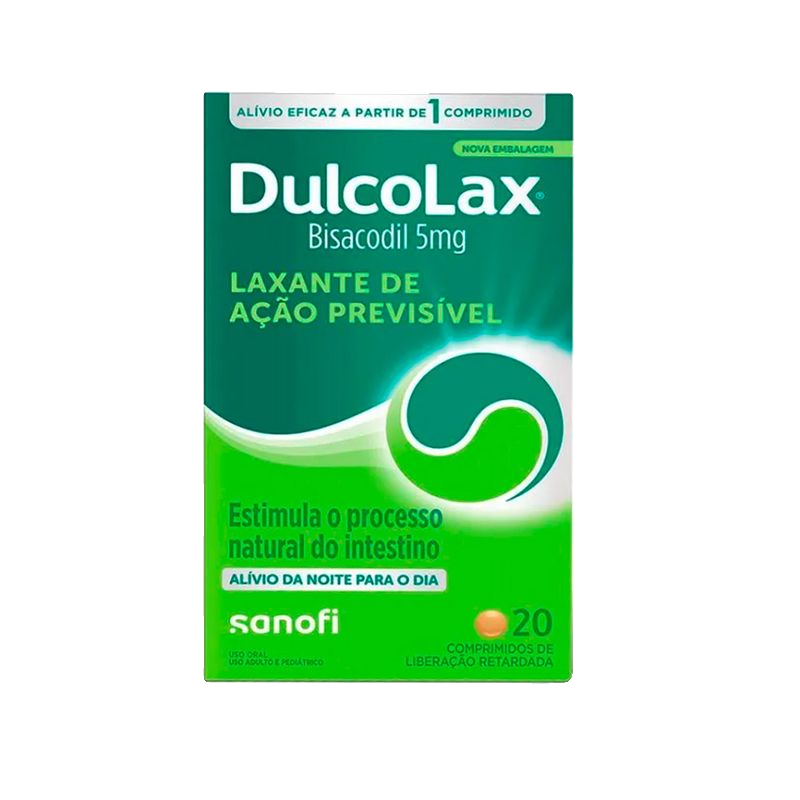 ALÍVIO EFICAZ A PARTIR DE 1 COMPRIMIDO
NOVA EMBALAGEM
DulcoLax®
Bisacodil 5mg
LAXANTE DE
AÇÃO PREVISÍVEL
Estimula o processo
natural do intestino
ALÍVIO DA NOITE PARA O DIA
sanofi
20
COMPRIMIDOS DE
LIBERAÇÃO RETARDADA
USO ORAL
USO ADULTO E PEDIÁTRICO